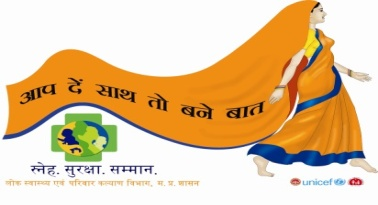 आप दें साथ तो बने बात
स्नेह. सुरक्षा. सम्मान.
लोक स्वास्थ्य एवं परिवार कल्याण विभाग, म. प्र. शासन
unicef